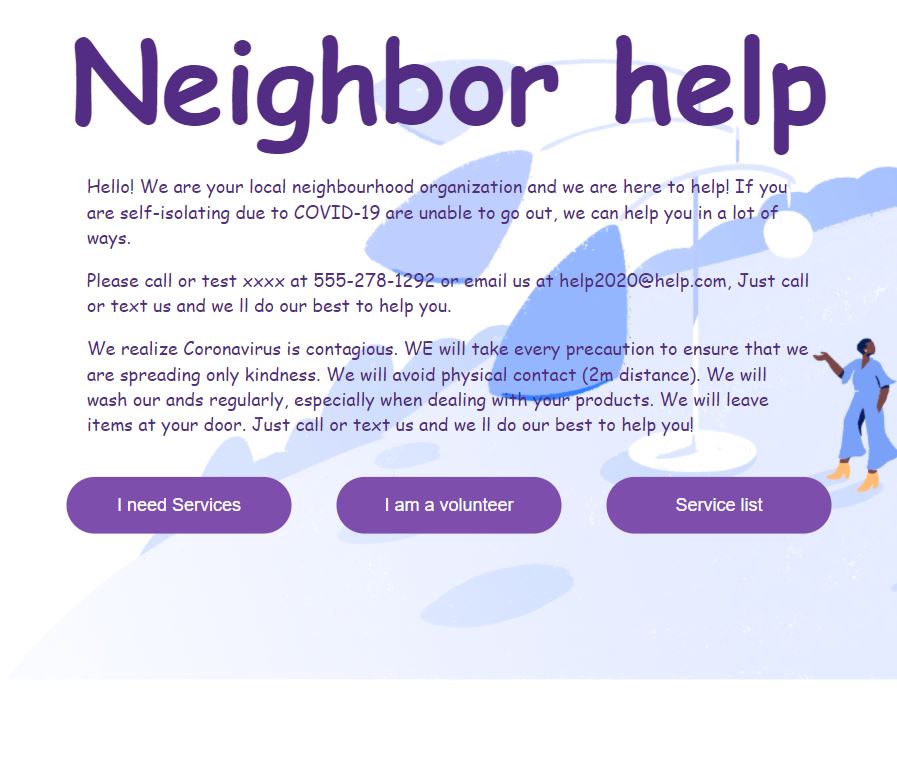 Neighbor help
Hello! We are your local neighbourhood organization and we are here to help! If you
are self-isolating due to COVID-19 are unable to go out, we can help you in a lot of
ways.
Please call or test xxxx at 555-278-1292 or email us at help2020@help.com, Just call
or text us and we ll do our best to help you.
We realize Coronavirus is contagious. WE will take every precaution to ensure that we
are spreading only kindness. We will avoid physical contact (2m distance). We will
wash our ands regularly, especially when dealing with your products. We will leave
items at your door. Just call or text us and we ll do our best to help you!
I need Services
I am a volunteer
Service list